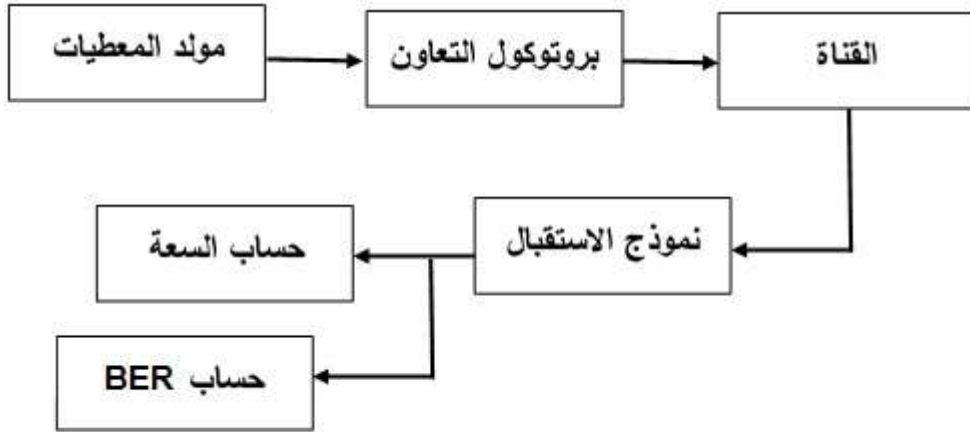 مولد المعطيات
بروتوكول التعاون
القناة
نموذج الاستقبال
حساب السعة
حساب BER